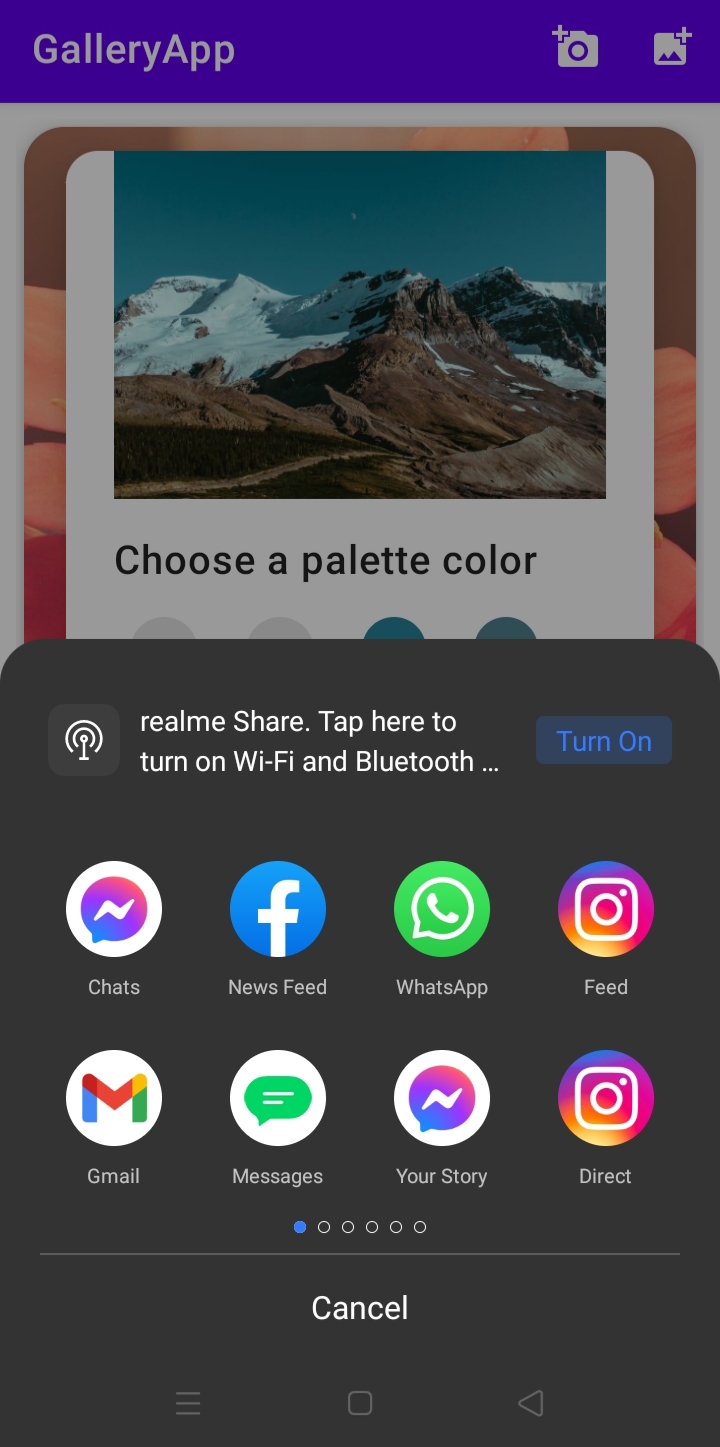 GalleryApp
Choose a palette color
realme Share. Tap here to
turn on Wi-Fi and Bluetooth ...
Turn On
Chats
News Feed
WhatsApp
Feed
Gmail
Messages
Your Story
Direct
Cancel